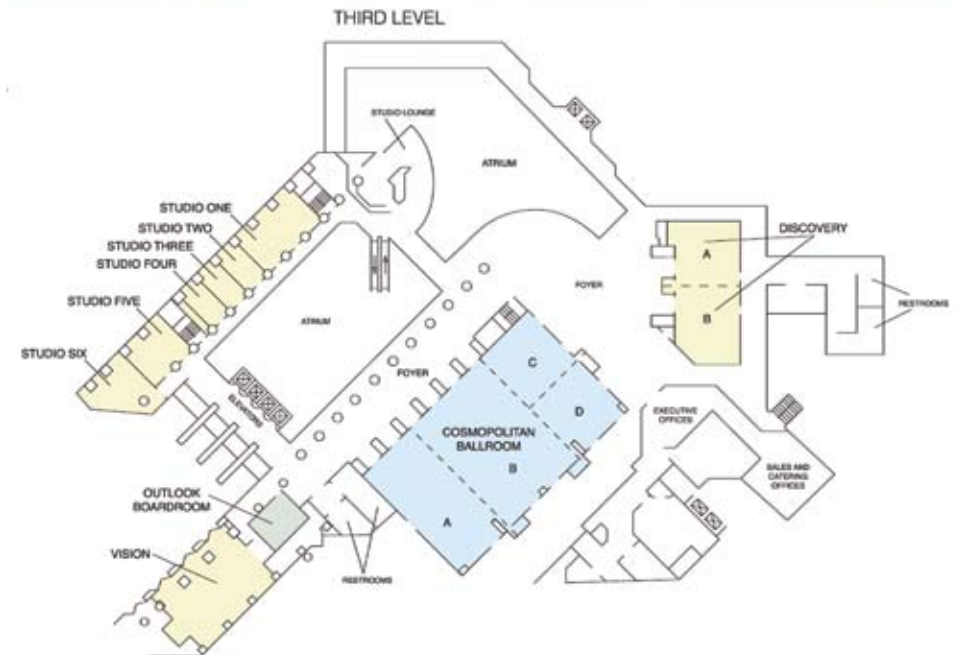 THIRD LEVEL
STUDIO LOUNGE
ATRIUM
STUDIO ONE
STUDIO TWO
STUDIO THREE
STUDIO FOUR
STUDIO FIVE
STUDIO SIX
DISCOVERY
A
B
FOYER
RESTROOMS
ATRIUM
FOYER
ELEVATORS
C
D
COSMOPOLITAN
BALLROOM
B
A
EXECUTIVE
OFFICES
SALES AND
CATERING
OFFICES
OUTLOOK
BOARDROOM
VISION
RESTROOMS